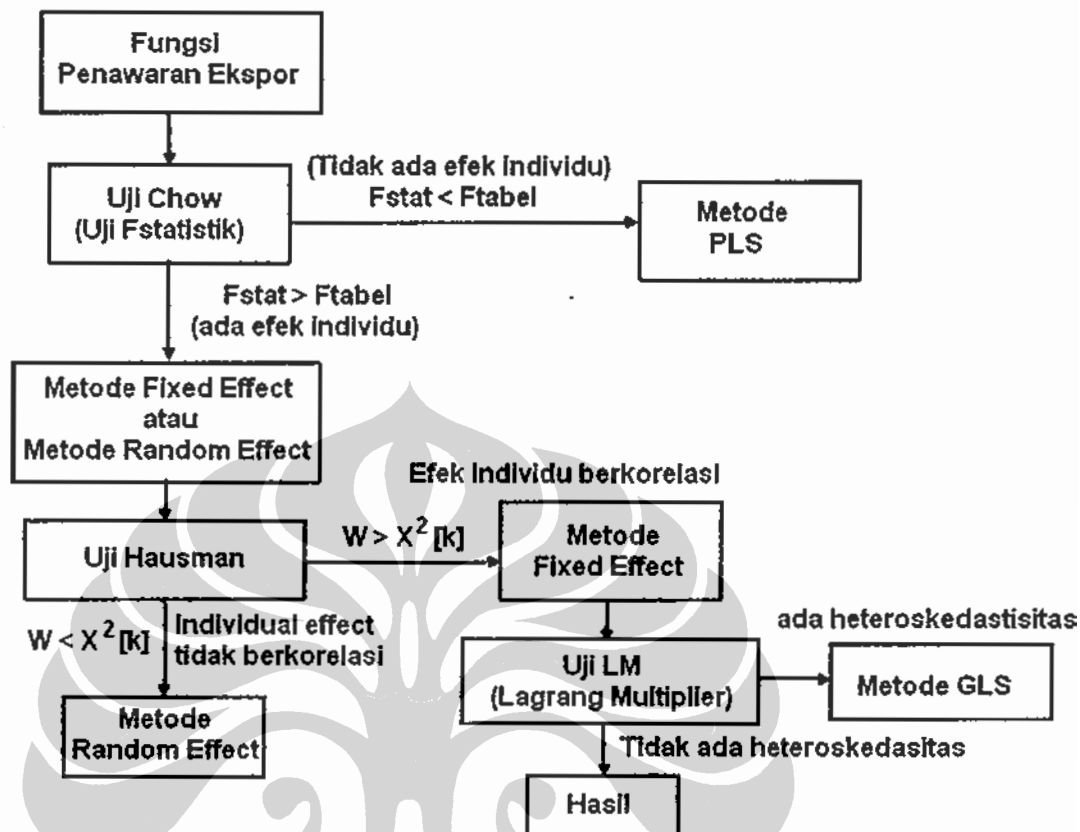 Fungsi
Penawaran Ekspor
Uji Chow
(Uji Fstatistik)
(Tidak ada efek individu)
Fstat < Ftabel
Metode
PLS
Fstat > Ftabel
(ada efek individu)
Metode Fixed Effect
atau
Metode Random Effect
Uji Hausman
W > X² [k]
Efek individu berkorelasi
Metode
Fixed Effect
W < X² [k]
Individual effect
tidak berkorelasi
Metode
Random Effect
Uji LM
(Lagrang Multiplier)
ada heteroskedastisitas
Metode GLS
Tidak ada heteroskedasitas
Hasil